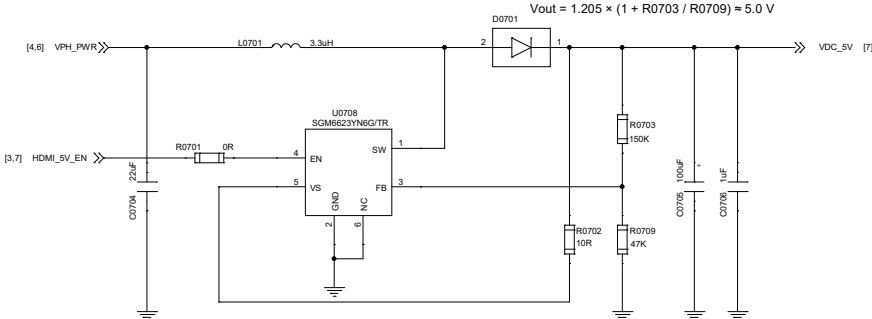 Vout = 1.205 × (1 + R0703 / R0709) ≈ 5.0 V
D0701
[4,6] VPH_PWR
L0701 3.3uH
2 1
VDC_5V [7]
U0708
SGM6623YN6G/TR
R0703
150K
R0701 0R
[3,7] HDMI_5V_EN
4 EN
SW 1
5 VS
FB 3
GND
NC
2
6
22uF
C0704
100uF
+
C0705
1uF
C0706
R0702
10R
R0709
47K